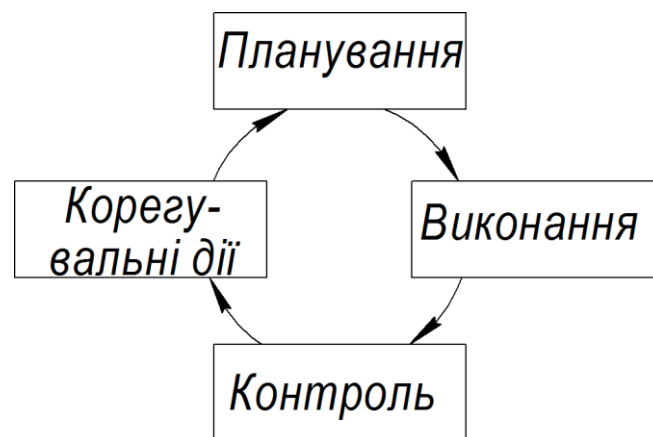 Планування
Корегу-
вальні дії
Виконання
Контроль